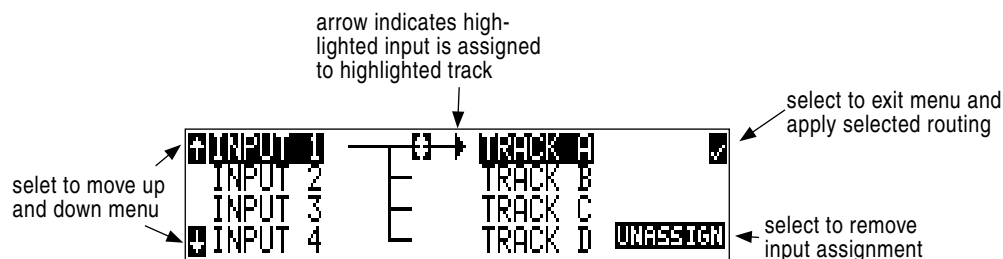 arrow indicates high-
lighted input is assigned
to highlighted track
select to exit menu and
apply selected routing
selet to move up
and down menu
INPUT 1 TRACK A
INPUT 2 TRACK B
INPUT 3 TRACK C
INPUT 4 TRACK D UNASSIGN
select to remove
input assignment